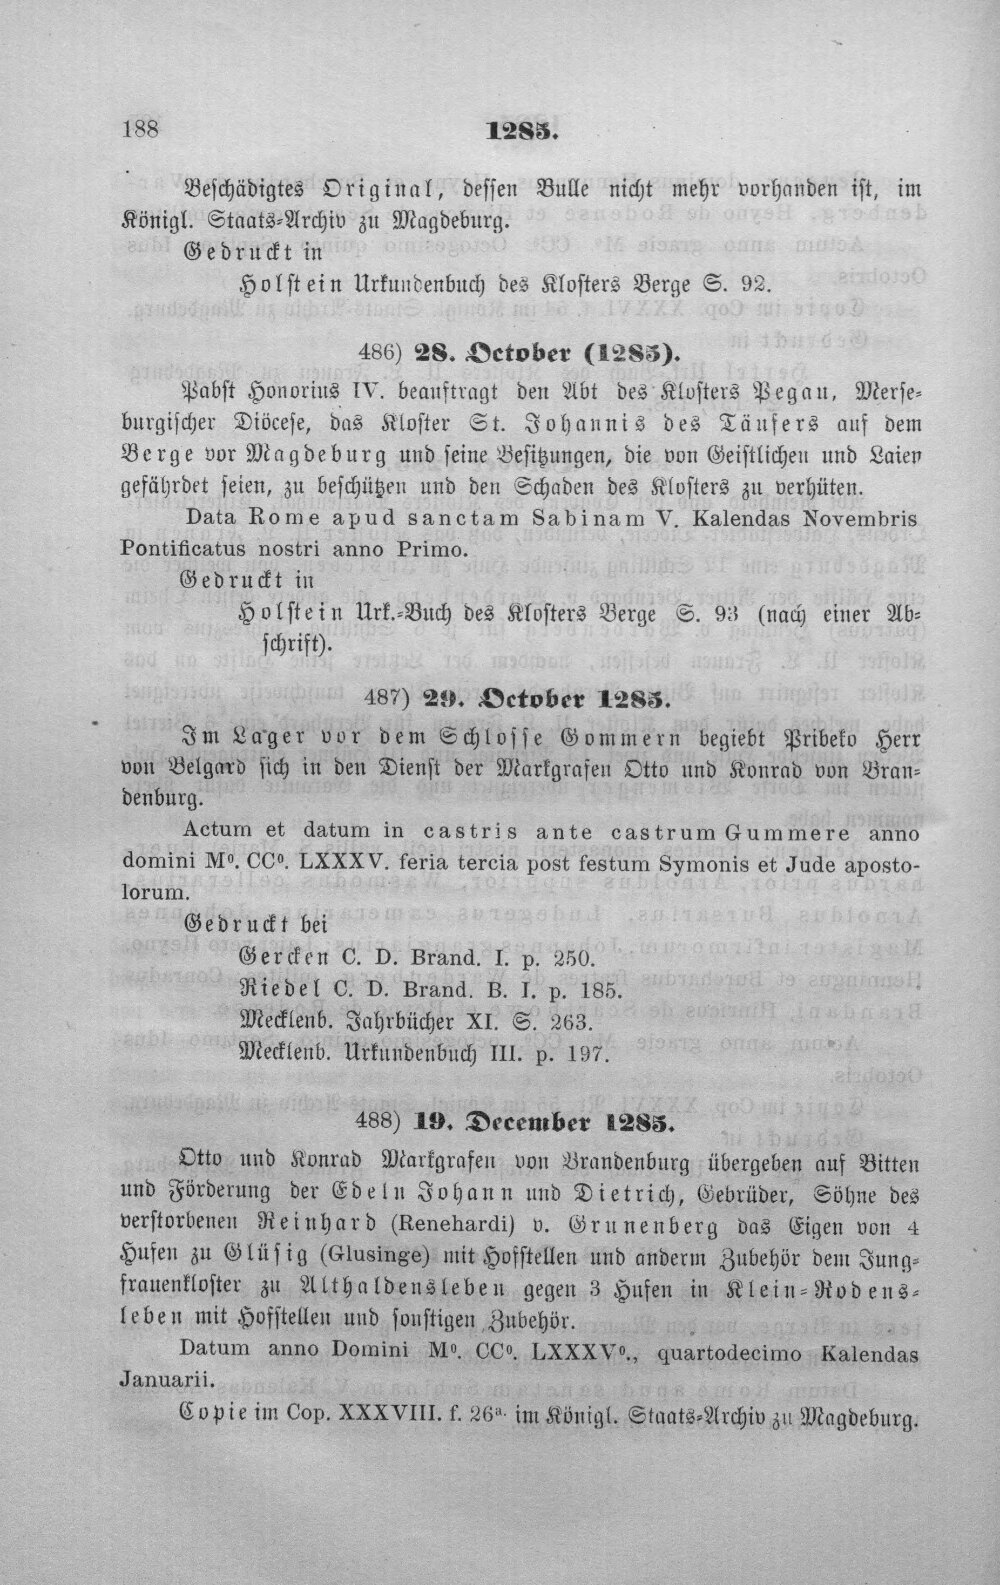 188
1285.
Beschädigtes Original, dessen Bulle nicht mehr vorhanden ist, im
Königl. Staats-Archiv zu Magdeburg.
Gedruckt in
Holstein Urkundenbuch des Klosters Berge S. 92.
486) 28. October (1285).
Pabst Honorius IV. beauftragt den Abt des Klosters Pegau, Merse-
burgischer Diöcese, das Kloster St. Johannis des Täufers auf dem
Berge vor Magdeburg und seine Besitzungen, die von Geistlichen und Laien
gefährdet seien, zu beschützen und den Schaden des Klosters zu verhüten.
Data Rome apud sanctam Sabinam V. Kalendas Novembris
Pontificatus nostri anno Primo.
Gedruckt in
Holstein Urk.-Buch des Klosters Berge S. 93 (nach einer Ab-
schrift).
487) 29. October 1285.
Im Lager vor dem Schlosse Gommern begiebt Pribeko Herr
von Belgard sich in den Dienst der Markgrafen Otto und Konrad von Bran-
denburg.
Actum et datum in castris ante castrum Gummere anno
domini Mº. CCº. LXXXV. feria tercia post festum Symonis et Jude aposto-
lorum.
Gedruckt bei
Gercken C. D. Brand. I. p. 250.
Riedel C. D. Brand. B. I. p. 185.
Mecklenb. Jahrbücher XI. S. 263.
Mecklenb. Urkundenbuch III. p. 197.
488) 19. December 1285.
Otto und Konrad Markgrafen von Brandenburg übergeben auf Bitten
und Förderung der Edeln Johann und Dietrich, Gebrüder, Söhne des
verstorbenen Reinhard (Renehardi) v. Grunenberg das Eigen von 4
Hufen zu Glüsig (Glusinge) mit Hofstellen und anderm Zubehör dem Jung-
frauenkloster zu Althaldensleben gegen 3 Hufen in Klein-Rodens-
leben mit Hofstellen und sonstigen Zubehör.
Datum anno Domini Mº. CCº. LXXXVº., quartodecimo Kalendas
Januarii.
Copie im Cop. XXXVIII. f. 26ª. im Königl. Staats-Archiv zu Magdeburg.